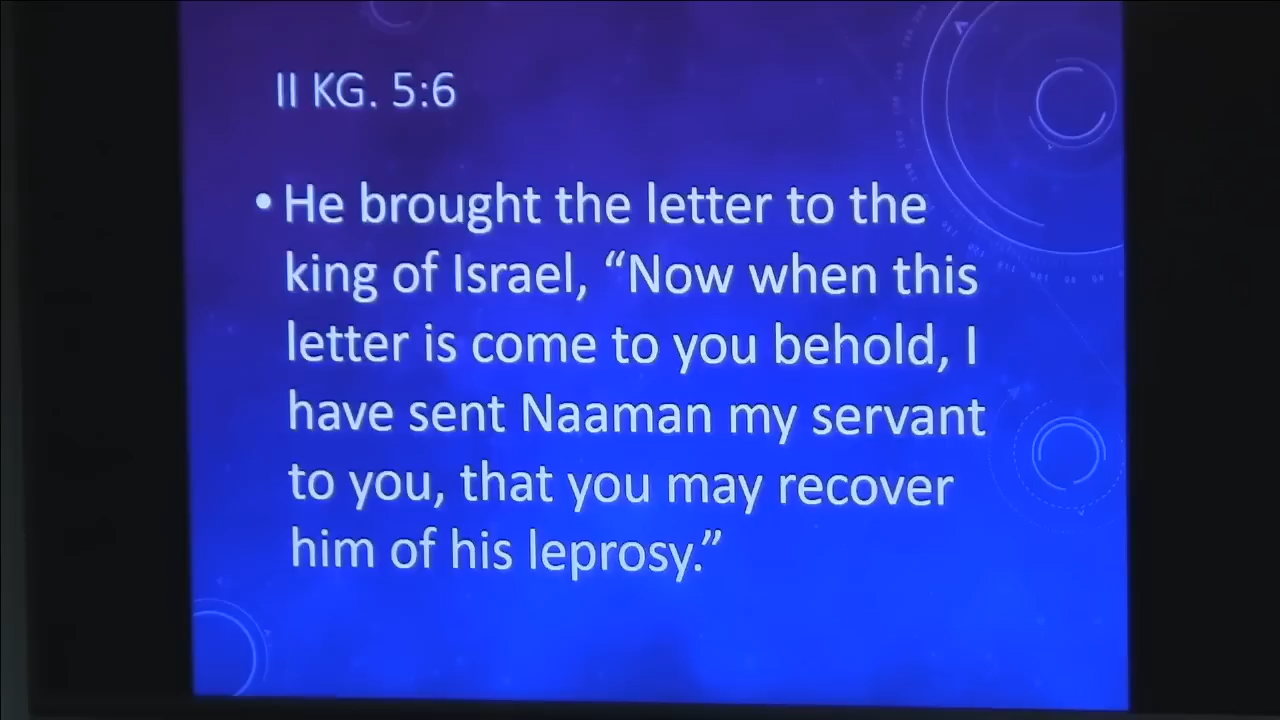 II KG. 5:6
• He brought the letter to the
king of Israel, “Now when this
letter is come to you behold, I
have sent Naaman my servant
to you, that you may recover
him of his leprosy.”